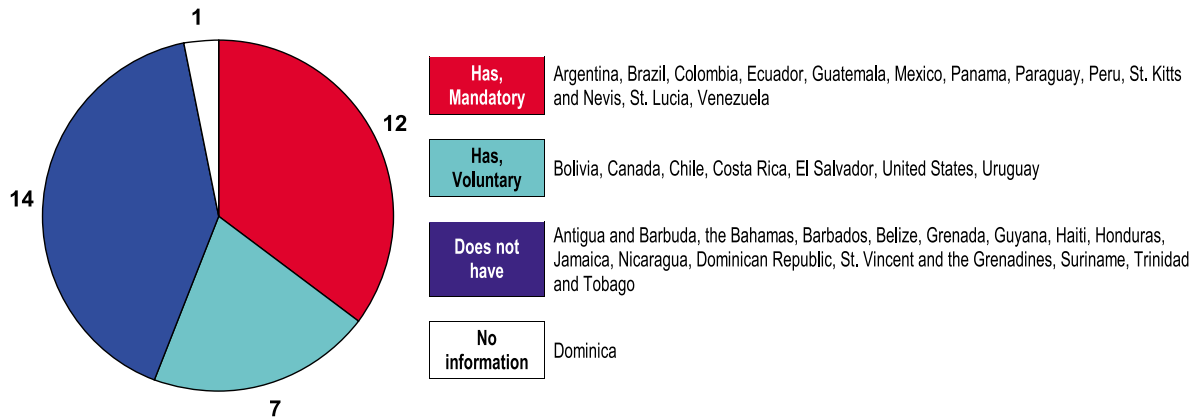 1
12
14
7
Has,
Mandatory
Argentina, Brazil, Colombia, Ecuador, Guatemala, Mexico, Panama, Paraguay, Peru, St. Kitts
and Nevis, St. Lucia, Venezuela
Has,
Voluntary
Bolivia, Canada, Chile, Costa Rica, El Salvador, United States, Uruguay
Does not
have
Antigua and Barbuda, the Bahamas, Barbados, Belize, Grenada, Guyana, Haiti, Honduras,
Jamaica, Nicaragua, Dominican Republic, St. Vincent and the Grenadines, Suriname, Trinidad
and Tobago
No
information
Dominica